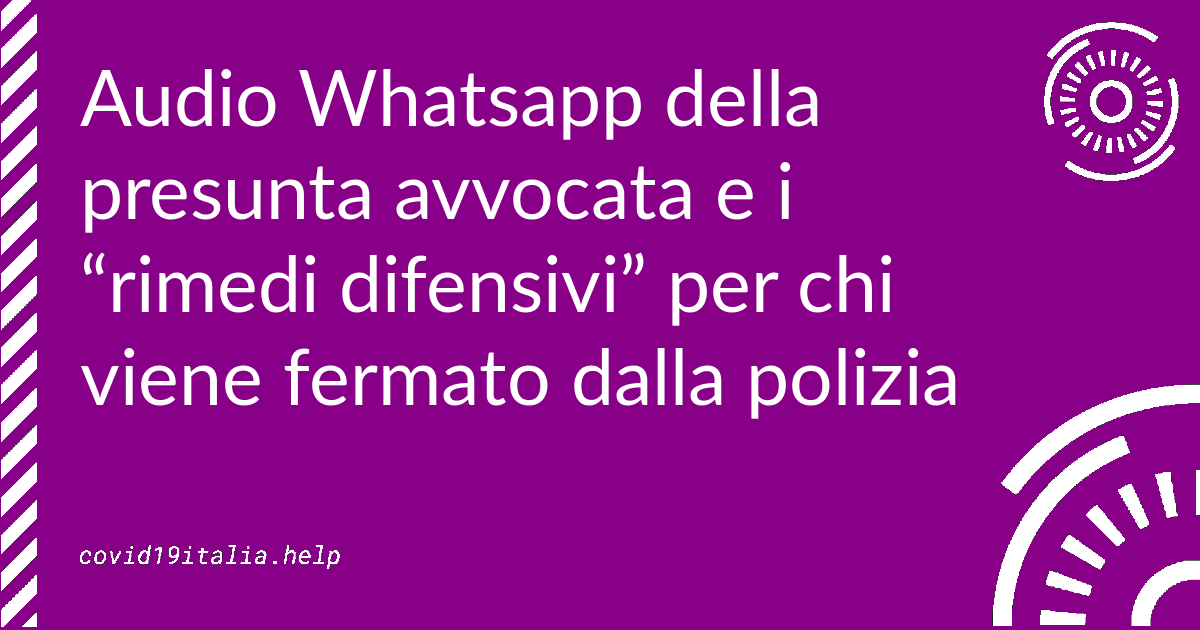 Audio Whatsapp della
presunta avvocata e i
“rimedi difensivi” per chi
viene fermato dalla polizia
covid19italia.help